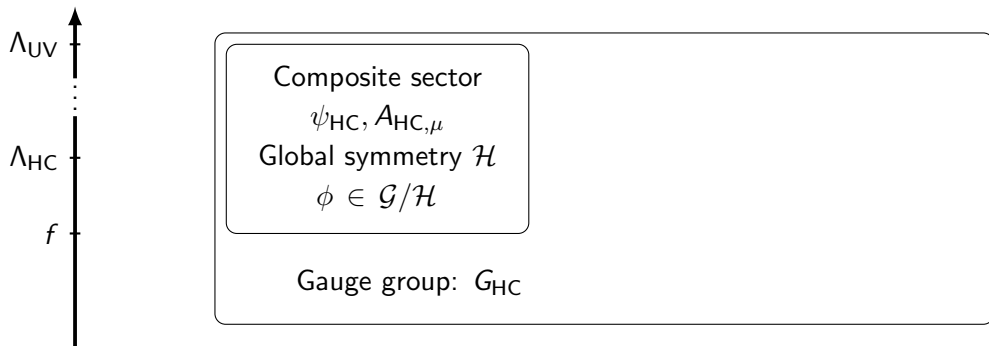 Λ_UV
Λ_HC
f
Composite sector
ψ_HC, A_HC,μ
Global symmetry ℋ
ϕ ∈ 𝒢/ℋ
Gauge group: G_HC